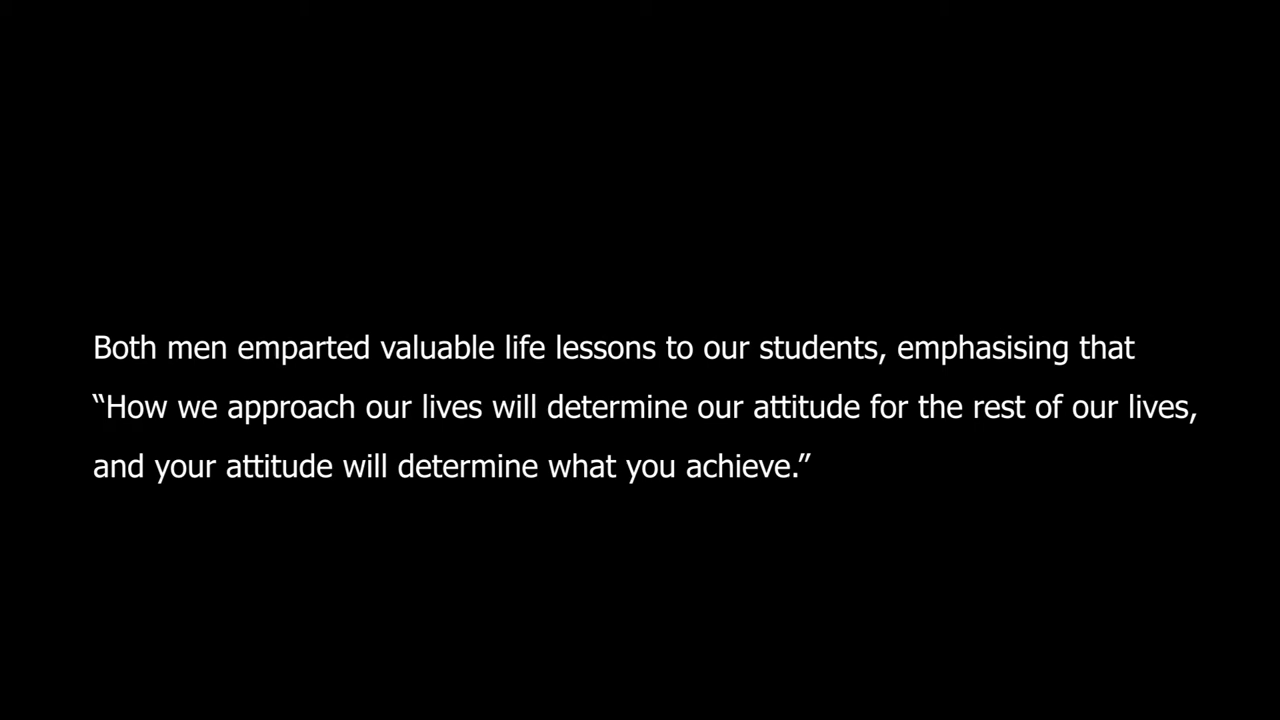 Both men emparted valuable life lessons to our students, emphasising that
“How we approach our lives will determine our attitude for the rest of our lives,
and your attitude will determine what you achieve.”